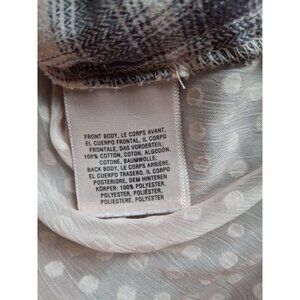 FRONT BODY, LE CORPS AVANT,
EL CUERPO FRONTAL, IL CORPO
FRONTALE, DAS VORDERTEIL:
100% COTTON, COTON, ALGODÓN,
COTONE, BAUMWOLLE;
BACK BODY, LE CORPS ARRIÈRE,
EL CUERPO TRASERO, IL CORPO
POSTERIORE, DEM HINTEREN
KÖRPER: 100% POLYESTER,
POLYESTER, POLIÉSTER,
POLIESTERE, POLYESTER